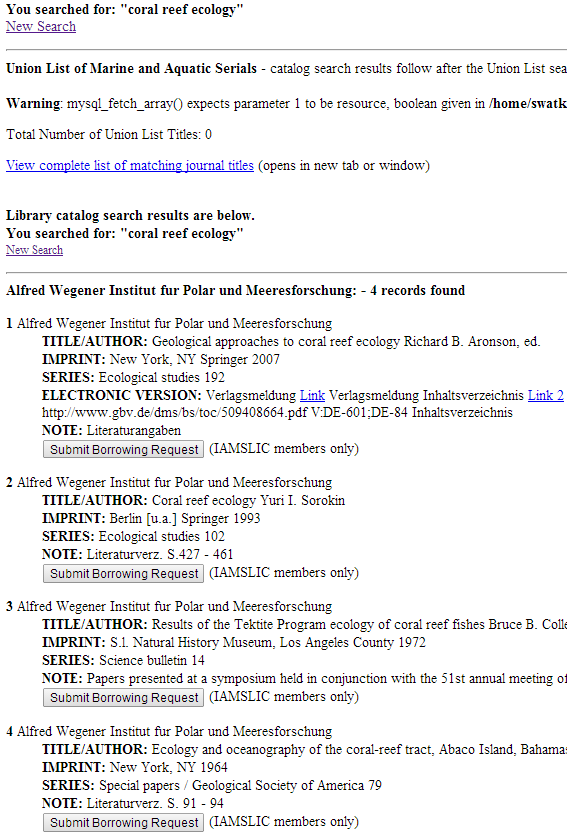 You searched for: "coral reef ecology"
New Search
Union List of Marine and Aquatic Serials - catalog search results follow after the Union List sea
Warning: mysql_fetch_array() expects parameter 1 to be resource, boolean given in /home/swatk
Total Number of Union List Titles: 0
View complete list of matching journal titles (opens in new tab or window)
Library catalog search results are below.
You searched for: "coral reef ecology"
New Search
Alfred Wegener Institut fur Polar und Meeresforschung: - 4 records found
1 Alfred Wegener Institut fur Polar und Meeresforschung
TITLE/AUTHOR: Geological approaches to coral reef ecology Richard B. Aronson, ed.
IMPRINT: New York, NY Springer 2007
SERIES: Ecological studies 192
ELECTRONIC VERSION: Verlagsmeldung Link Verlagsmeldung Inhaltsverzeichnis Link 2
http://www.gbv.de/dms/bs/toc/509408664.pdf V:DE-601;DE-84 Inhaltsverzeichnis
NOTE: Literaturangaben
Submit Borrowing Request (IAMSLIC members only)
2 Alfred Wegener Institut fur Polar und Meeresforschung
TITLE/AUTHOR: Coral reef ecology Yuri I. Sorokin
IMPRINT: Berlin [u.a.] Springer 1993
SERIES: Ecological studies 102
NOTE: Literaturverz. S.427 - 461
Submit Borrowing Request (IAMSLIC members only)
3 Alfred Wegener Institut fur Polar und Meeresforschung
TITLE/AUTHOR: Results of the Tektite Program ecology of coral reef fishes Bruce B. Colle
IMPRINT: S.l. Natural History Museum, Los Angeles County 1972
SERIES: Science bulletin 14
NOTE: Papers presented at a symposium held in conjunction with the 51st annual meeting of
Submit Borrowing Request (IAMSLIC members only)
4 Alfred Wegener Institut fur Polar und Meeresforschung
TITLE/AUTHOR: Ecology and oceanography of the coral-reef tract, Abaco Island, Bahamas
IMPRINT: New York, NY 1964
SERIES: Special papers / Geological Society of America 79
NOTE: Literaturverz. S. 91 - 94
Submit Borrowing Request (IAMSLIC members only)